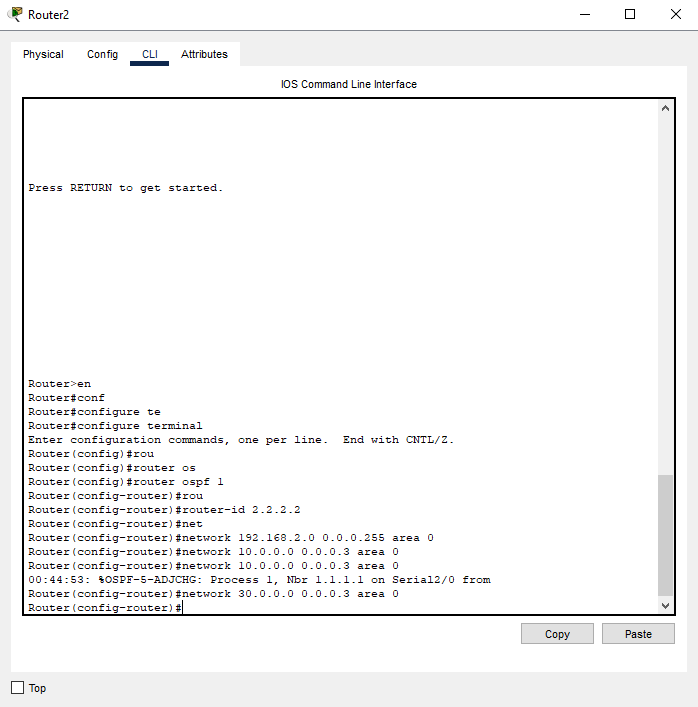 Router2
Physical Config CLI Attributes
IOS Command Line Interface
Press RETURN to get started.
Router>en
Router#conf
Router#configure te
Router#configure terminal
Enter configuration commands, one per line.  End with CNTL/Z.
Router(config)#rou
Router(config)#router os
Router(config)#router ospf 1
Router(config-router)#rou
Router(config-router)#router-id 2.2.2.2
Router(config-router)#net
Router(config-router)#network 192.168.2.0 0.0.0.255 area 0
Router(config-router)#network 10.0.0.0 0.0.0.3 area 0
Router(config-router)#network 10.0.0.0 0.0.0.3 area 0
00:44:53: %OSPF-5-ADJCHG: Process 1, Nbr 1.1.1.1 on Serial2/0 from
Router(config-router)#network 30.0.0.0 0.0.0.3 area 0
Router(config-router)#
Copy Paste
Top